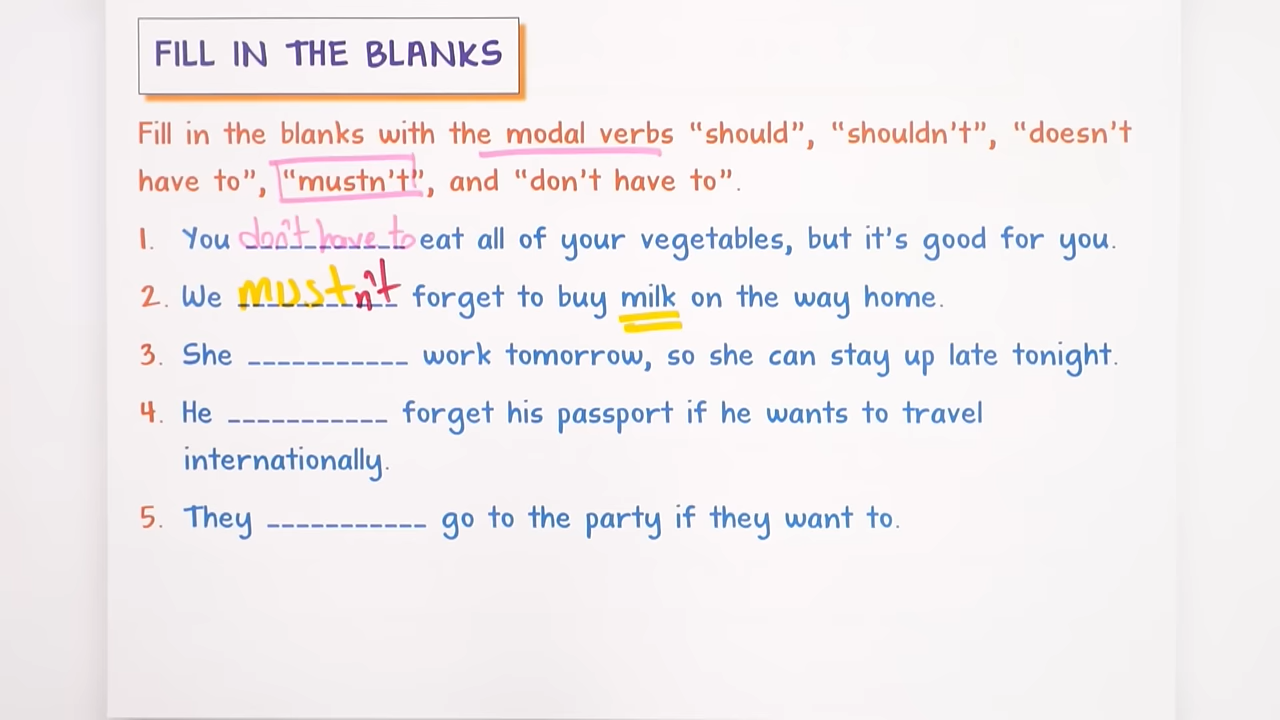 FILL IN THE BLANKS
Fill in the blanks with the modal verbs “should”, “shouldn't”, “doesn't
have to”, “mustn't”, and “don't have to”.
1. You don't have to eat all of your vegetables, but it's good for you.
2. We mustn't forget to buy milk on the way home.
3. She ___________ work tomorrow, so she can stay up late tonight.
4. He ___________ forget his passport if he wants to travel
internationally.
5. They ___________ go to the party if they want to.